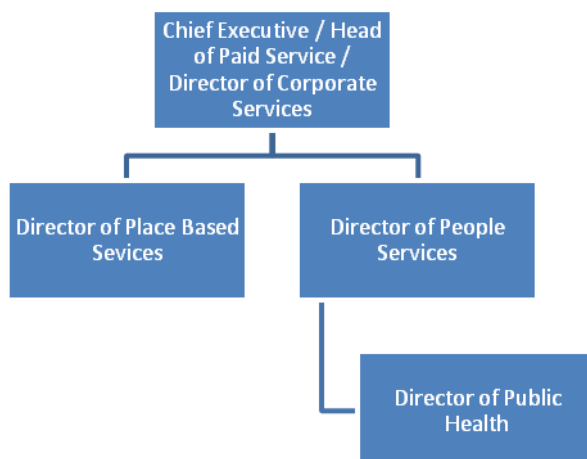 Chief Executive / Head
of Paid Service /
Director of Corporate
Services
Director of Place Based
Sevices
Director of People
Services
Director of Public
Health